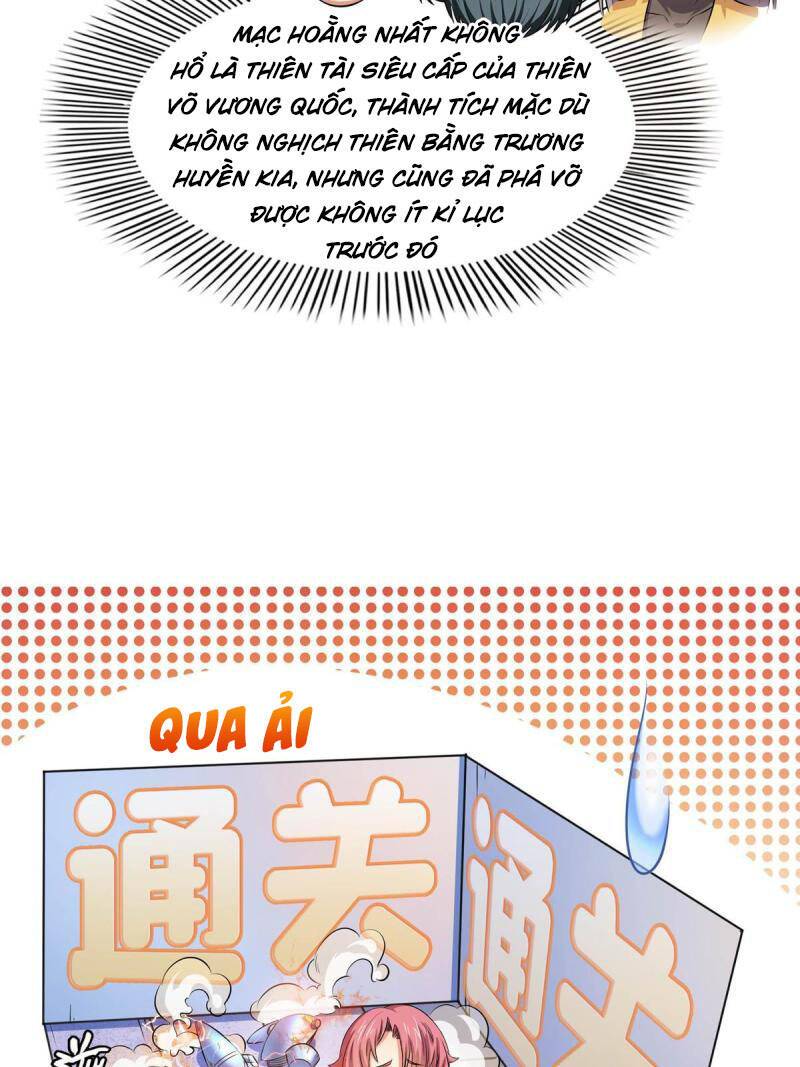 MẠC HOẰNG NHẤT KHÔNG
HỔ LÀ THIÊN TÀI SIÊU CẤP CỦA THIÊN
VÕ VƯƠNG QUỐC, THÀNH TÍCH MẶC DÙ
KHÔNG NGHỊCH THIÊN BẰNG TRƯƠNG
HUYỀN KIA, NHƯNG CŨNG ĐÃ PHÁ VỠ
ĐƯỢC KHÔNG ÍT KỈ LỤC
TRƯỚC ĐÓ
QUA ẢI
通关
通关